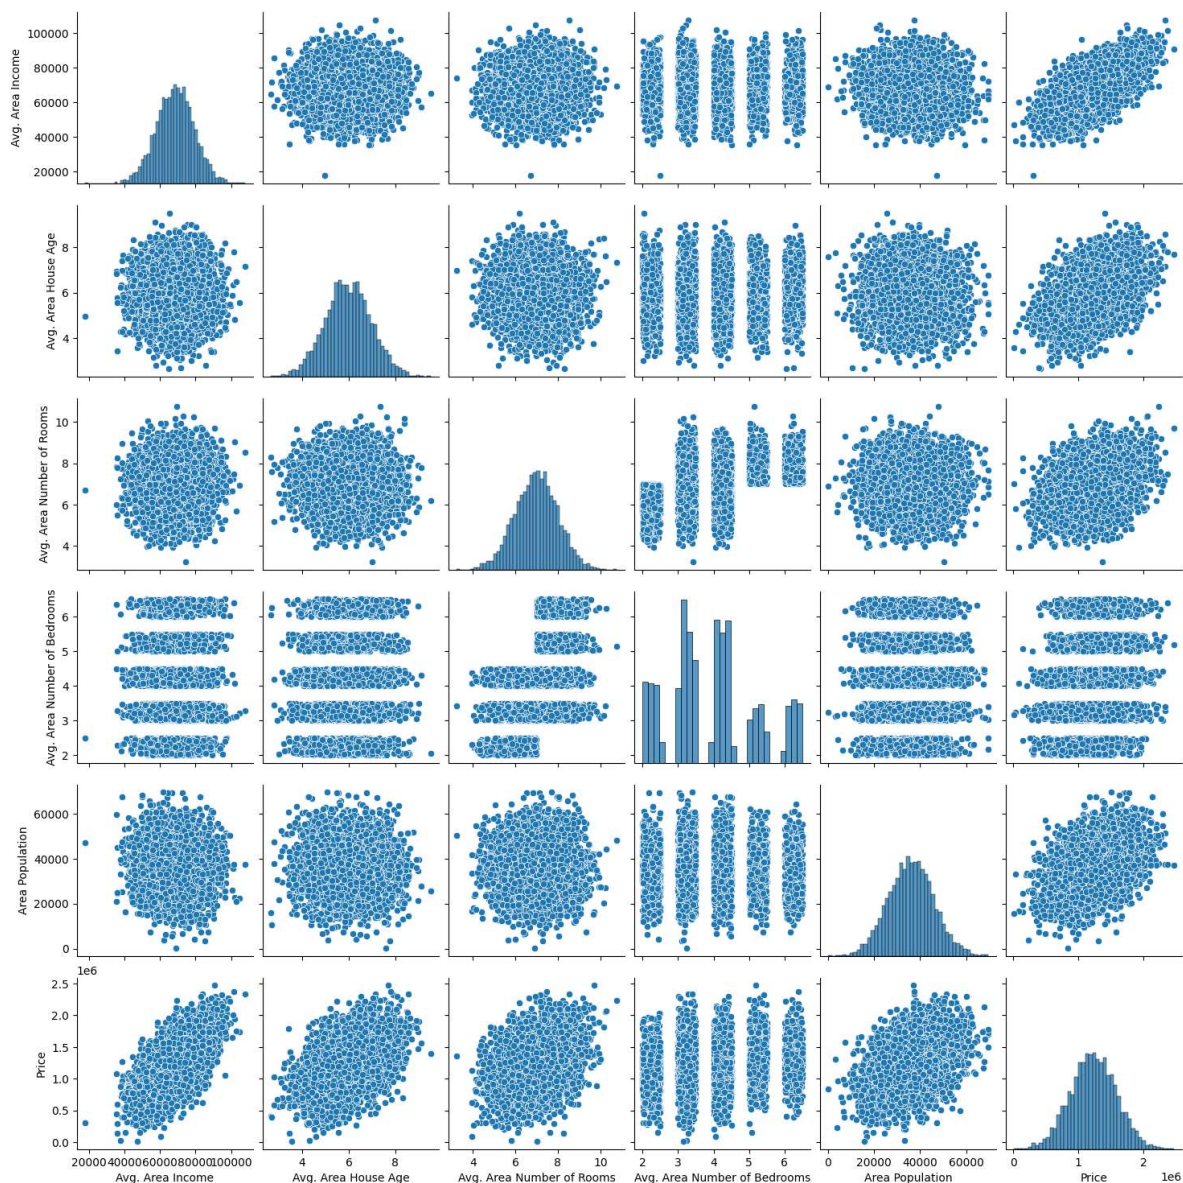 100000
80000
60000
40000
20000
Avg. Area Income
8
6
4
Avg. Area House Age
10
8
6
4
Avg. Area Number of Rooms
6
5
4
3
2
Avg. Area Number of Bedrooms
60000
40000
20000
0
Area Population
1e6
2.5
2.0
1.5
1.0
0.5
0.0
Price
20000 40000 60000 80000 100000
4 6 8
4 6 8 10
2 3 4 5 6
0 20000 40000 60000
0 1 2
1e6
Avg. Area Income
Avg. Area House Age
Avg. Area Number of Rooms
Avg. Area Number of Bedrooms
Area Population
Price